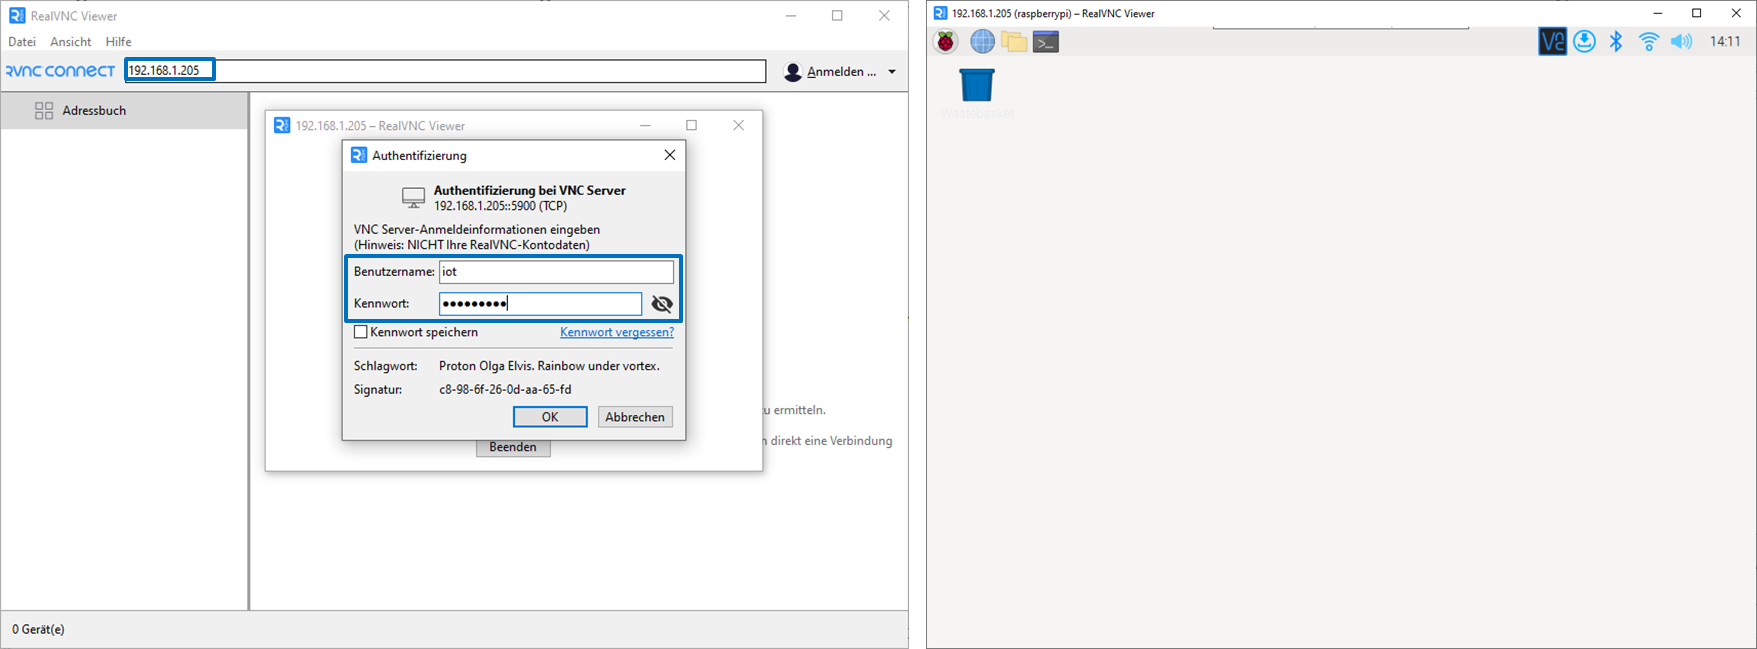 RealVNC Viewer
Datei Ansicht Hilfe
RVNC CONNECT 192.168.1.205 Anmelden ...
Adressbuch
192.168.1.205 – RealVNC Viewer
Authentifizierung
Authentifizierung bei VNC Server
192.168.1.205::5900 (TCP)
VNC Server-Anmeldeinformationen eingeben
(Hinweis: NICHT Ihre RealVNC-Kontodaten)
Benutzername: iot
Kennwort: •••••••••
Kennwort speichern Kennwort vergessen?
Schlagwort: Proton Olga Elvis. Rainbow under vortex.
Signatur: c8-98-6f-26-0d-aa-65-fd
OK Abbrechen
zu ermitteln.
direkt eine Verbindung
Beenden
0 Gerät(e)
192.168.1.205 (raspberrypi) – RealVNC Viewer
14:11
Wastebasket